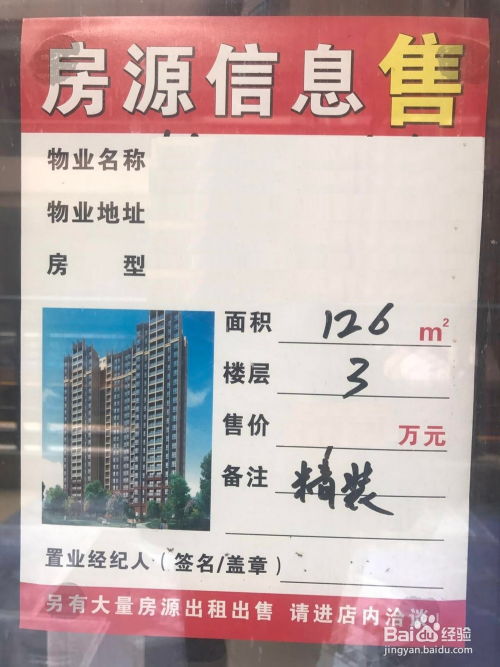 房源信息售
物业名称
物业地址
房 型
面积 126 m²
楼层 3
售价 万元
备注 精装
置业经纪人(签名/盖章)
另有大量房源出租出售 请进店内洽谈!
Baidu经验
jingyan.baidu.com